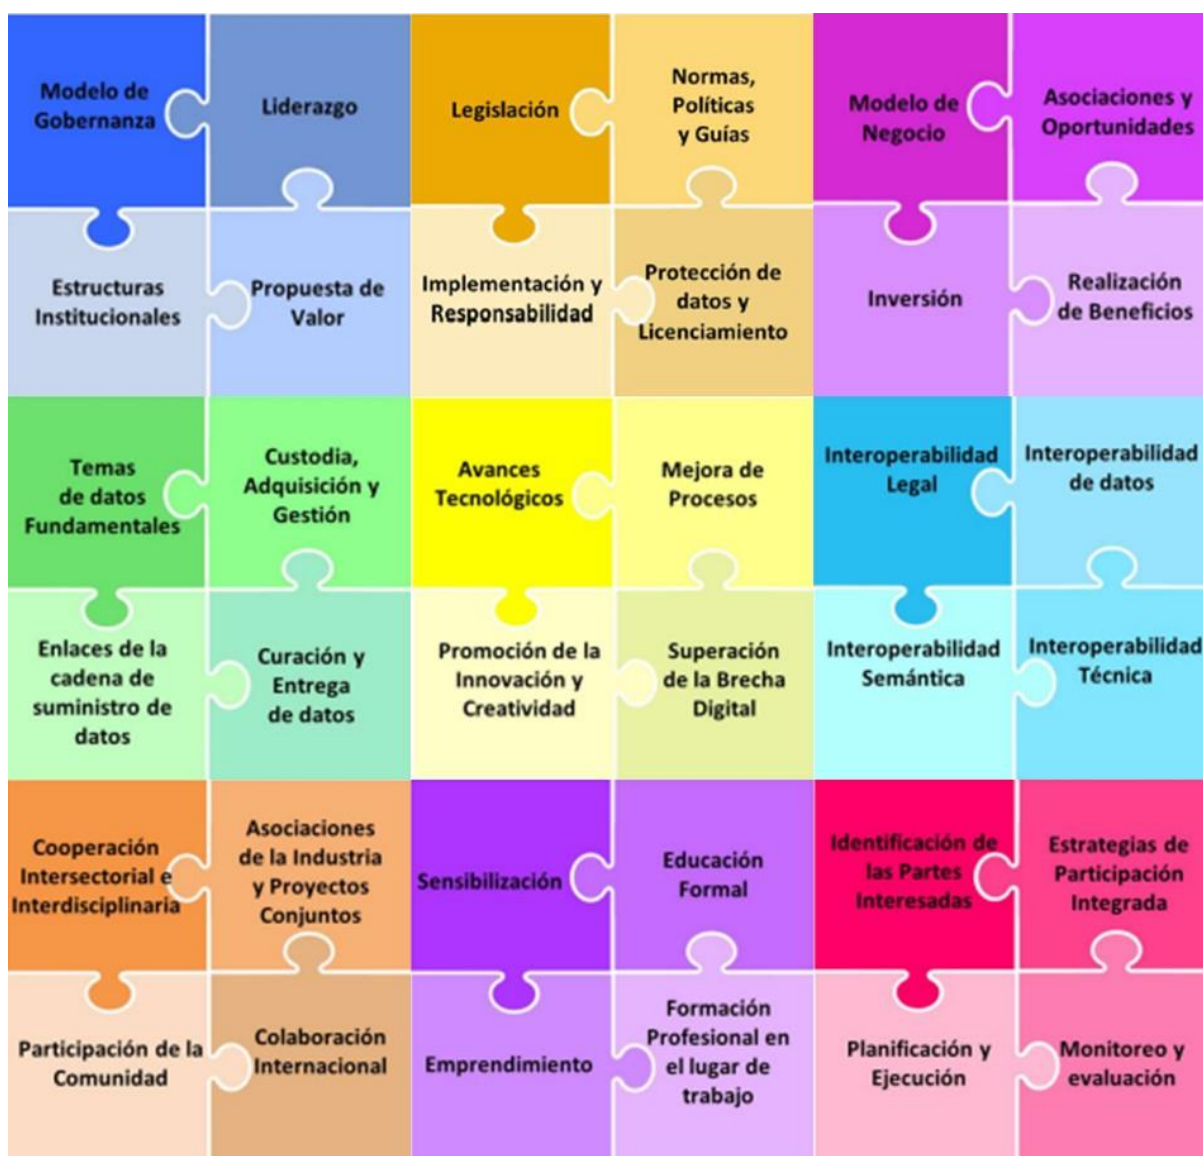 Modelo de
Gobernanza
Liderazgo
Legislación
Normas,
Políticas
y Guías
Modelo de
Negocio
Asociaciones y
Oportunidades
Estructuras
Institucionales
Propuesta de
Valor
Implementación y
Responsabilidad
Protección de
datos y
Licenciamiento
Inversión
Realización
de Beneficios
Temas
de datos
Fundamentales
Custodia,
Adquisición y
Gestión
Avances
Tecnológicos
Mejora de
Procesos
Interoperabilidad
Legal
Interoperabilidad
de datos
Enlaces de la
cadena de
suministro de
datos
Curación y
Entrega
de datos
Promoción de la
Innovación y
Creatividad
Superación
de la Brecha
Digital
Interoperabilidad
Semántica
Interoperabilidad
Técnica
Cooperación
Intersectorial e
Interdisciplinaria
Asociaciones
de la Industria
y Proyectos
Conjuntos
Sensibilización
Educación
Formal
Identificación de
las Partes
Interesadas
Estrategias de
Participación
Integrada
Participación de la
Comunidad
Colaboración
Internacional
Emprendimiento
Formación
Profesional en
el lugar de
trabajo
Planificación y
Ejecución
Monitoreo y
evaluación